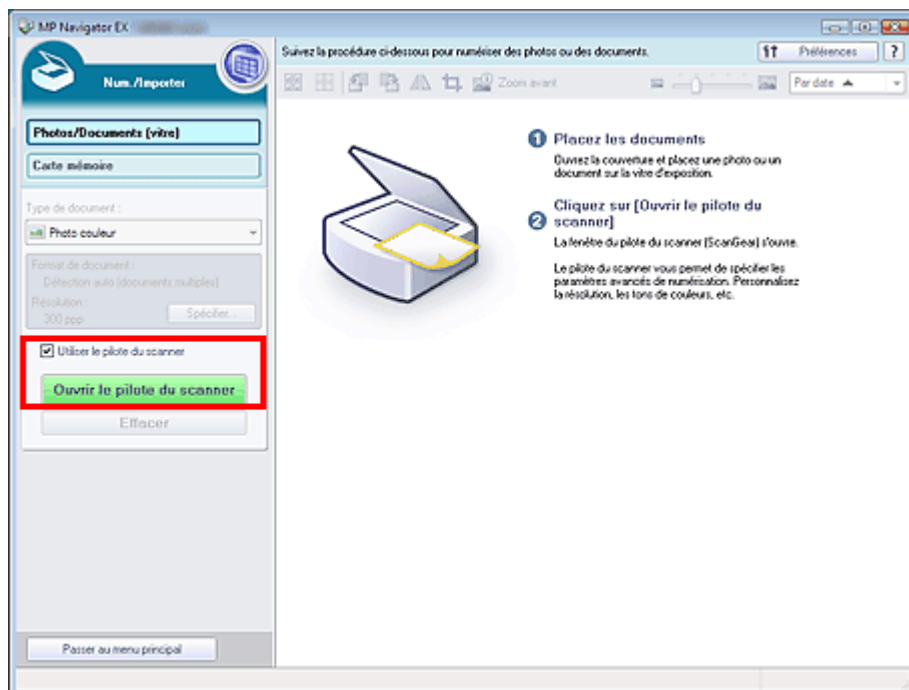 MP Navigator EX
Num./Importer
Photos/Documents (vitre)
Carte mémoire
Type de document :
Photo couleur
Format de document :
Détection auto (documents multiples)
Résolution :
300 ppp
Spécifier...
Utiliser le pilote du scanner
Ouvrir le pilote du scanner
Effacer
Passer au menu principal
Suivez la procédure ci-dessous pour numériser des photos ou des documents.
Préférences
?
Zoom avant
Par date
1 Placez les documents
Ouvrez la couverture et placez une photo ou un
document sur la vitre d'exposition.
2 Cliquez sur [Ouvrir le pilote du
scanner]
La fenêtre du pilote du scanner (ScanGear) s'ouvre.
Le pilote du scanner vous permet de spécifier les
paramètres avancés de numérisation. Personnalisez
la résolution, les tons de couleurs, etc.